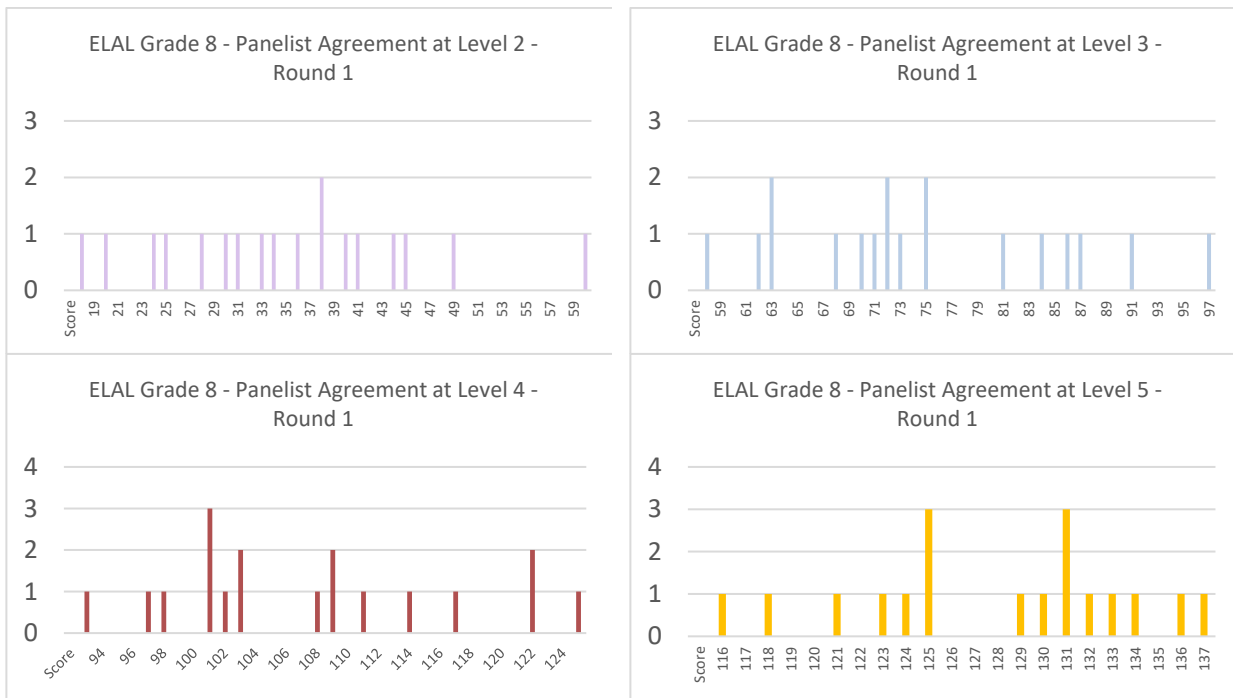 ELAL Grade 8 - Panelist Agreement at Level 2 -
Round 1
3
2
1
0
Score 19 21 23 25 27 29 31 33 35 37 39 41 43 45 47 49 51 53 55 57 59
ELAL Grade 8 - Panelist Agreement at Level 3 -
Round 1
3
2
1
0
Score 59 61 63 65 67 69 71 73 75 77 79 81 83 85 87 89 91 93 95 97
ELAL Grade 8 - Panelist Agreement at Level 4 -
Round 1
4
3
2
1
0
Score 94 96 98 100 102 104 106 108 110 112 114 116 118 120 122 124
ELAL Grade 8 - Panelist Agreement at Level 5 -
Round 1
4
3
2
1
0
Score 116 117 118 119 120 121 122 123 124 125 126 127 128 129 130 131 132 133 134 135 136 137